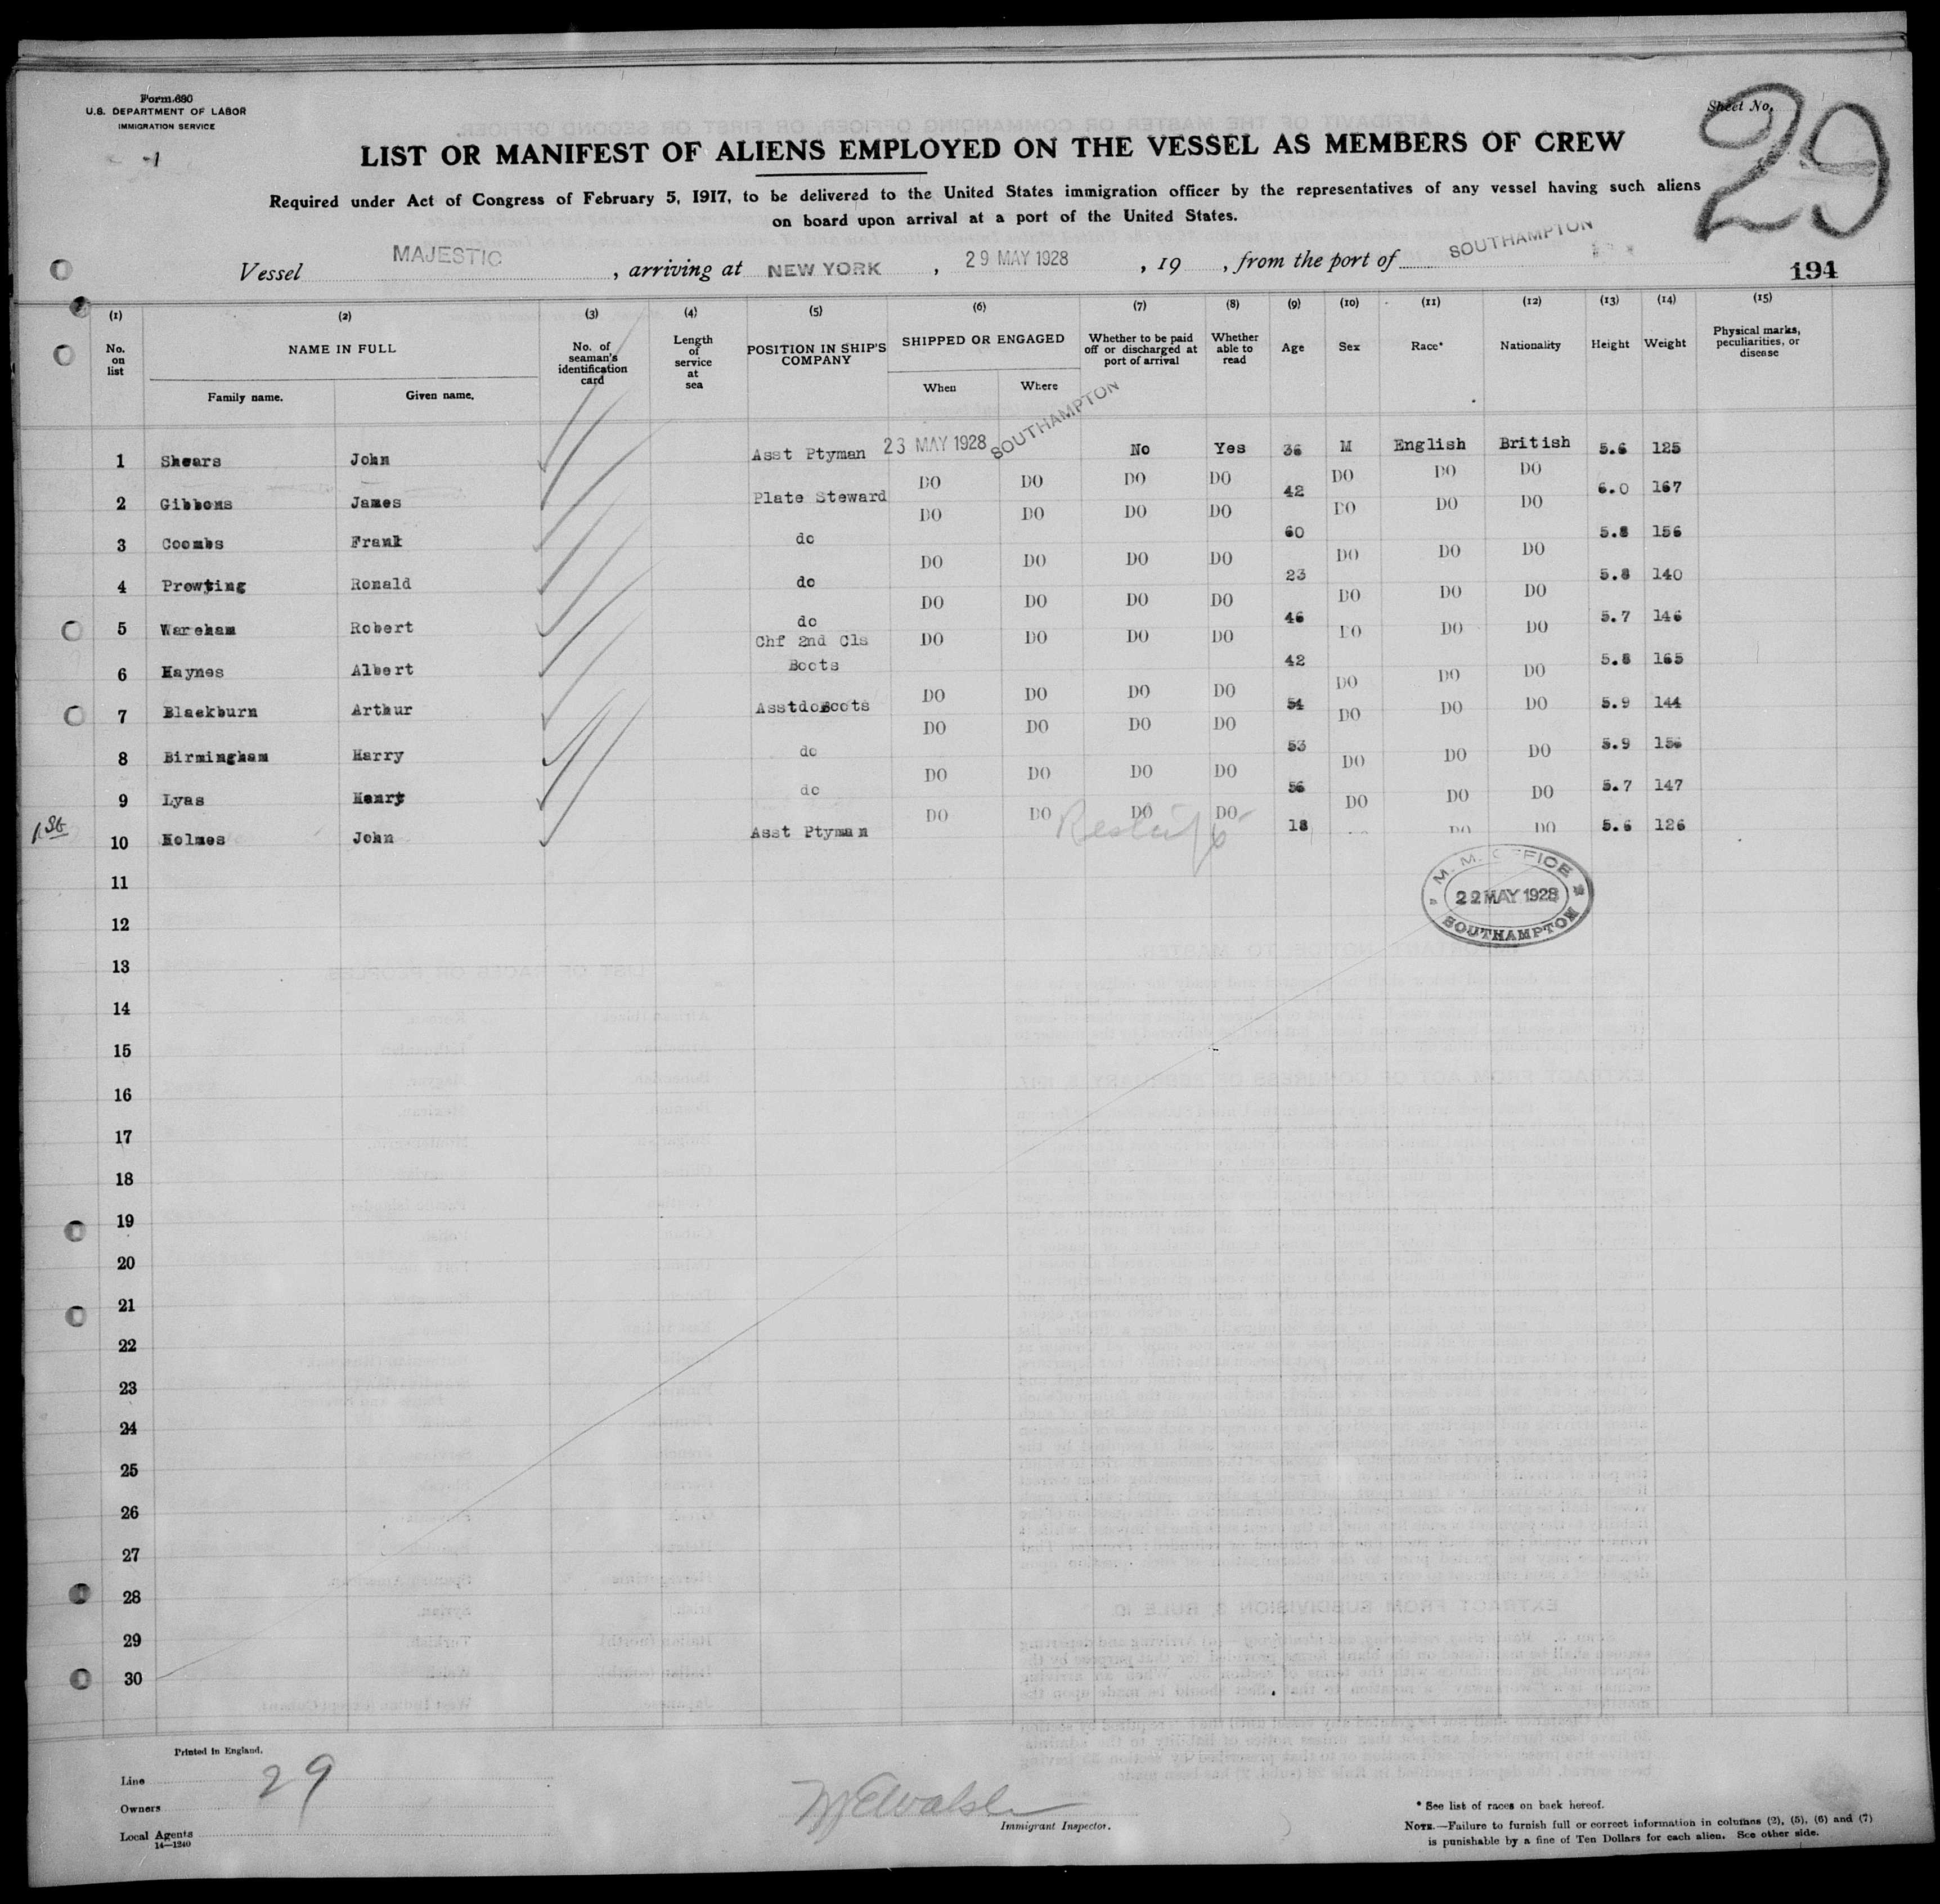 Form 680
U.S. DEPARTMENT OF LABOR
IMMIGRATION SERVICE
Sheet No. 29
LIST OR MANIFEST OF ALIENS EMPLOYED ON THE VESSEL AS MEMBERS OF CREW
Required under Act of Congress of February 5, 1917, to be delivered to the United States immigration officer by the representatives of any vessel having such aliens
on board upon arrival at a port of the United States.
Vessel MAJESTIC, arriving at NEW YORK, 29 MAY 1928, 19, from the port of SOUTHAMPTON
194
(1) (2) (3) (4) (5) (6) (7) (8) (9) (10) (11) (12) (13) (14) (15)
No. on list NAME IN FULL Family name. Given name. No. of seaman's identification card Length of service at sea POSITION IN SHIP'S COMPANY SHIPPED OR ENGAGED When Where Whether to be paid off or discharged at port of arrival Whether able to read Age Sex Race* Nationality Height Weight Physical marks, peculiarities, or disease
1 Shears John Asst Ptyman 23 MAY 1928 SOUTHAMPTON No Yes 36 M English British 5.6 125
2 Gibbons James Plate Steward DO DO DO DO 42 DO DO DO 6.0 167
3 Coombs Frank do DO DO DO DO 60 DO DO DO 5.8 156
4 Prowting Ronald do DO DO DO DO 23 DO DO DO 5.8 140
5 Wareham Robert do DO DO DO DO 46 DO DO DO 5.7 146
6 Haynes Albert Chf 2nd Cls Boots DO DO DO DO 42 DO DO DO 5.8 165
7 Blackburn Arthur AsstdoBoots DO DO DO DO 54 DO DO DO 5.9 144
8 Birmingham Harry do DO DO DO DO 53 DO DO DO 5.9 156
9 Lyas Henry do DO DO DO DO 56 DO DO DO 5.7 147
1st 10 Holmes John Asst Ptyman DO DO DO DO 18 DO DO 5.6 126
11
M. M. OFFICE
22 MAY 1928
SOUTHAMPTON
12
13
14
15
16
17
18
19
20
21
22
23
24
25
26
27
28
29
30
Printed in England.
Line 29
Owners
Local Agents
14—1240
Immigrant Inspector.
* See list of races on back hereof.
NOTE.—Failure to furnish full or correct information in columns (2), (5), (6) and (7)
is punishable by a fine of Ten Dollars for each alien. See other side.